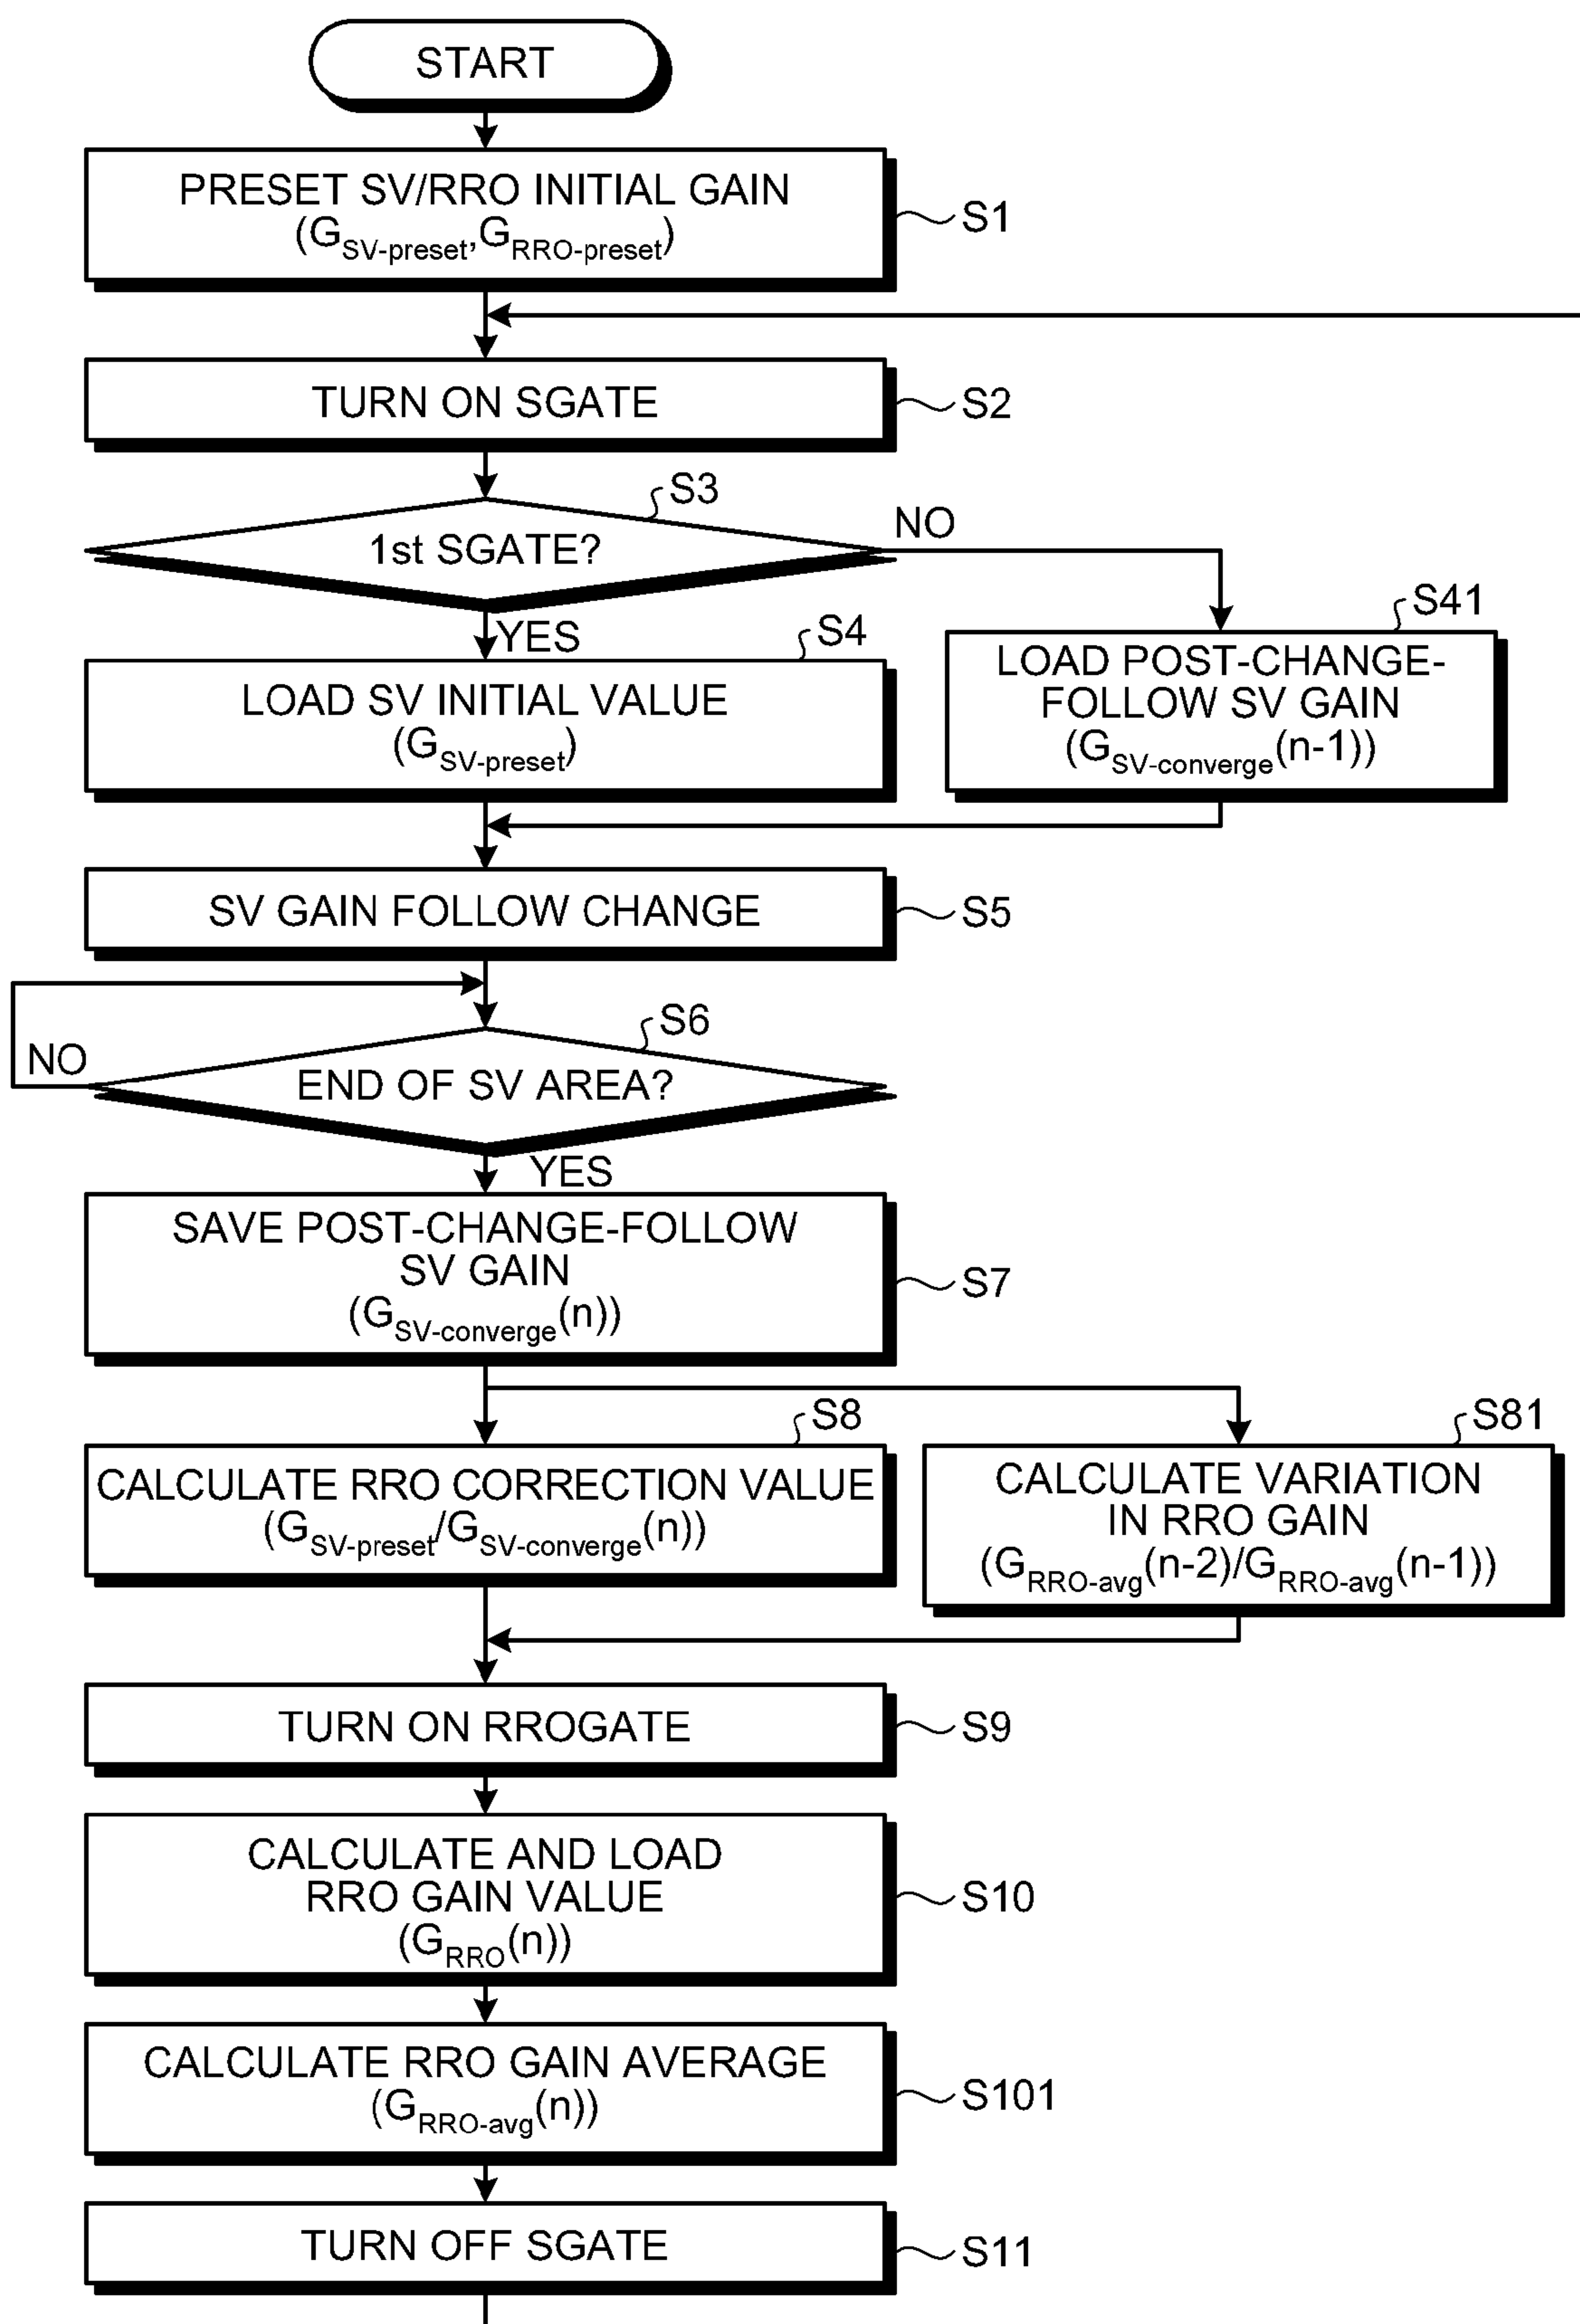 START
PRESET SV/RRO INITIAL GAIN
(GSV-preset,GRRO-preset)
S1
TURN ON SGATE
S2
S3
1st SGATE?
NO
YES
S4
LOAD SV INITIAL VALUE
(GSV-preset)
S41
LOAD POST-CHANGE-
FOLLOW SV GAIN
(GSV-converge(n-1))
SV GAIN FOLLOW CHANGE
S5
S6
END OF SV AREA?
NO
YES
SAVE POST-CHANGE-FOLLOW
SV GAIN
(GSV-converge(n))
S7
S8
CALCULATE RRO CORRECTION VALUE
(GSV-preset/GSV-converge(n))
S81
CALCULATE VARIATION
IN RRO GAIN
(GRRO-avg(n-2)/GRRO-avg(n-1))
TURN ON RROGATE
S9
CALCULATE AND LOAD
RRO GAIN VALUE
(GRRO(n))
S10
CALCULATE RRO GAIN AVERAGE
(GRRO-avg(n))
S101
TURN OFF SGATE
S11